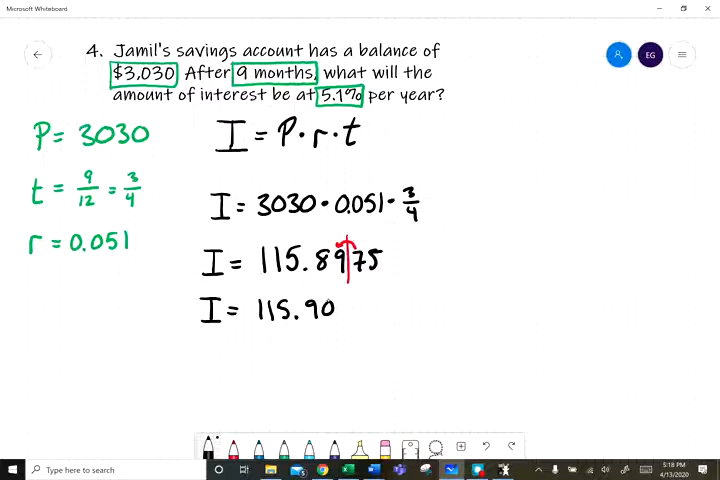 Microsoft Whiteboard
4. Jamil's savings account has a balance of
$3,030 After 9 months, what will the
amount of interest be at 5.1% per year?
EG
P = 3030
I = P · r · t
t = 9/12 = 3/4
I = 3030 · 0.051 · 3/4
r = 0.051
I = 115.8975
I = 115.90
Type here to search
5:18 PM
4/13/2020